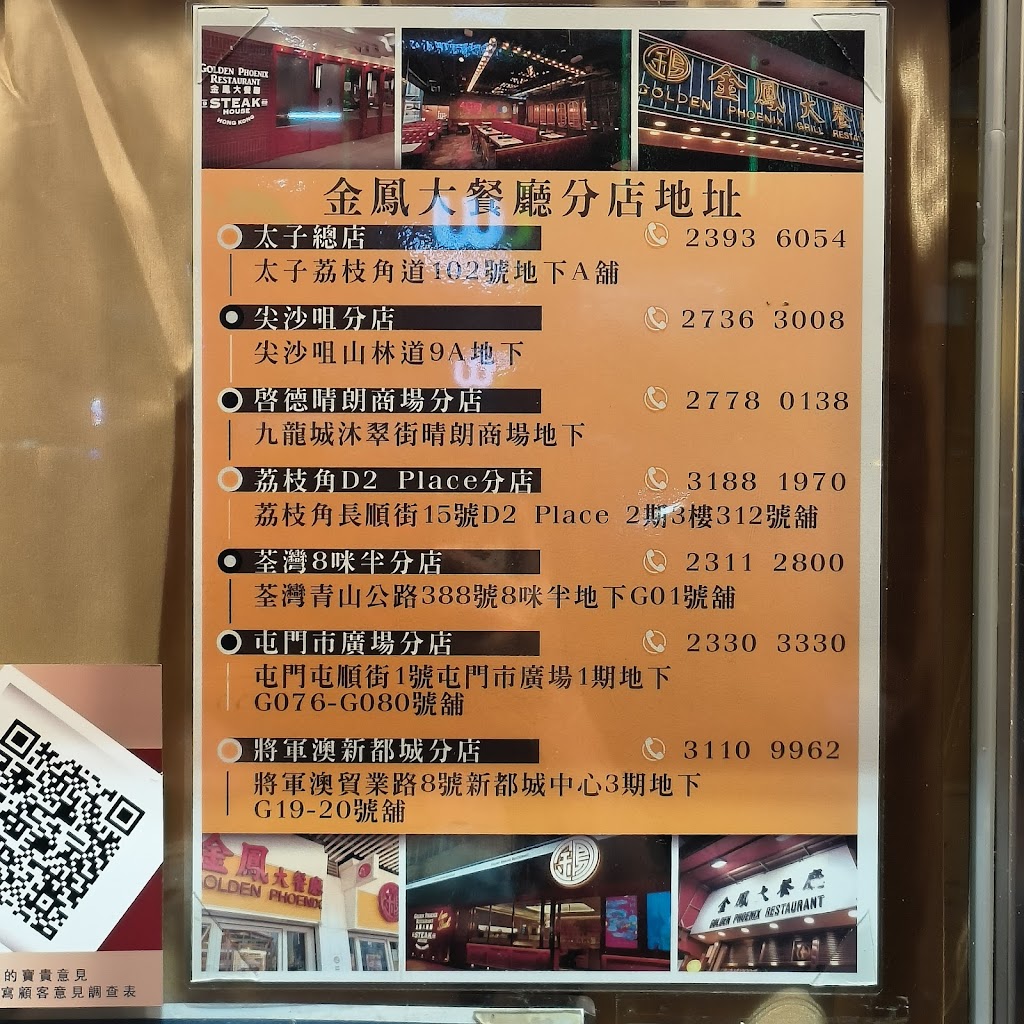 GOLDEN PHOENIX
RESTAURANT
金鳳大餐廳
STEAK
HOUSE
HONG KONG
金鳳大餐
GOLDEN PHOENIX GRILL RESTA
金鳳大餐廳分店地址
太子總店 2393 6054
太子荔枝角道102號地下A舖
尖沙咀分店 2736 3008
尖沙咀山林道9A地下
啓德晴朗商場分店 2778 0138
九龍城沐翠街晴朗商場地下
荔枝角D2 Place分店 3188 1970
荔枝角長順街15號D2 Place 2期3樓312號舖
荃灣8咪半分店 2311 2800
荃灣青山公路388號8咪半地下G01號舖
屯門市廣場分店 2330 3330
屯門屯順街1號屯門市廣場1期地下
G076-G080號舖
將軍澳新都城分店 3110 9962
將軍澳貿業路8號新都城中心3期地下
G19-20號舖
金鳳大餐廳
GOLDEN PHOENIX
STEAK
金鳳大餐廳
GOLDEN PHOENIX RESTAURANT
的寶貴意見
寫顧客意見調查表